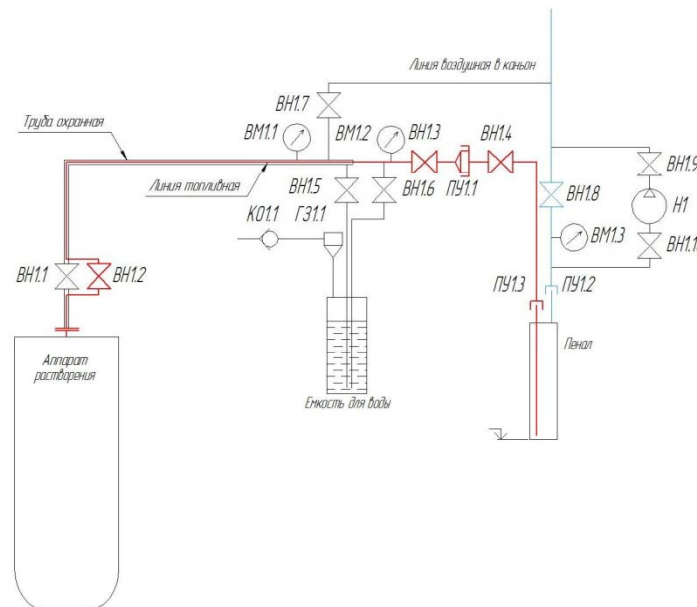 Линия воздушная в каньон
ВН1.7
ВМ1.1
ВМ1.2
ВН1.3
ВН1.4
Труба охранная
ВН1.9
Линия топливная
ВН1.5
ВН1.6
ПУ1.1
ВН1.8
Н1
КО1.1
ГЗ1.1
ВМ1.3
ВН1.1
ВН1.1
ВН1.2
ПУ1.3
ПУ1.2
Аппарат
растворения
Пенал
Емкость для воды